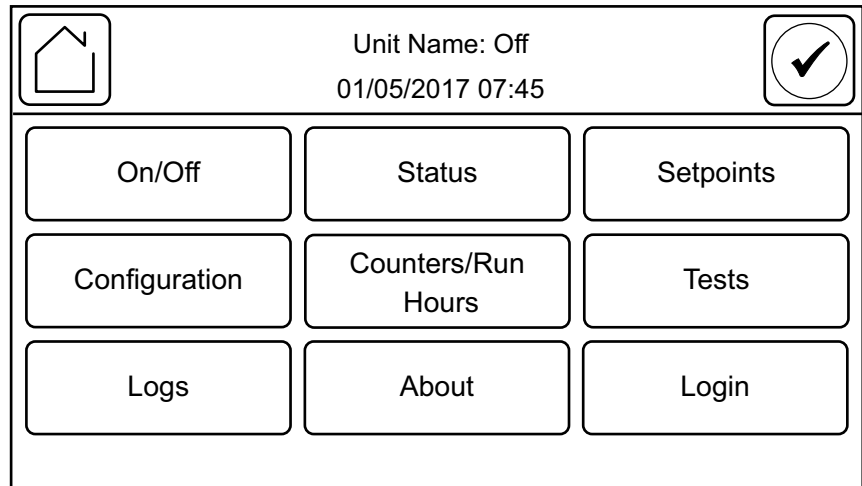 Unit Name: Off
01/05/2017 07:45
On/Off
Status
Setpoints
Configuration
Counters/Run
Hours
Tests
Logs
About
Login